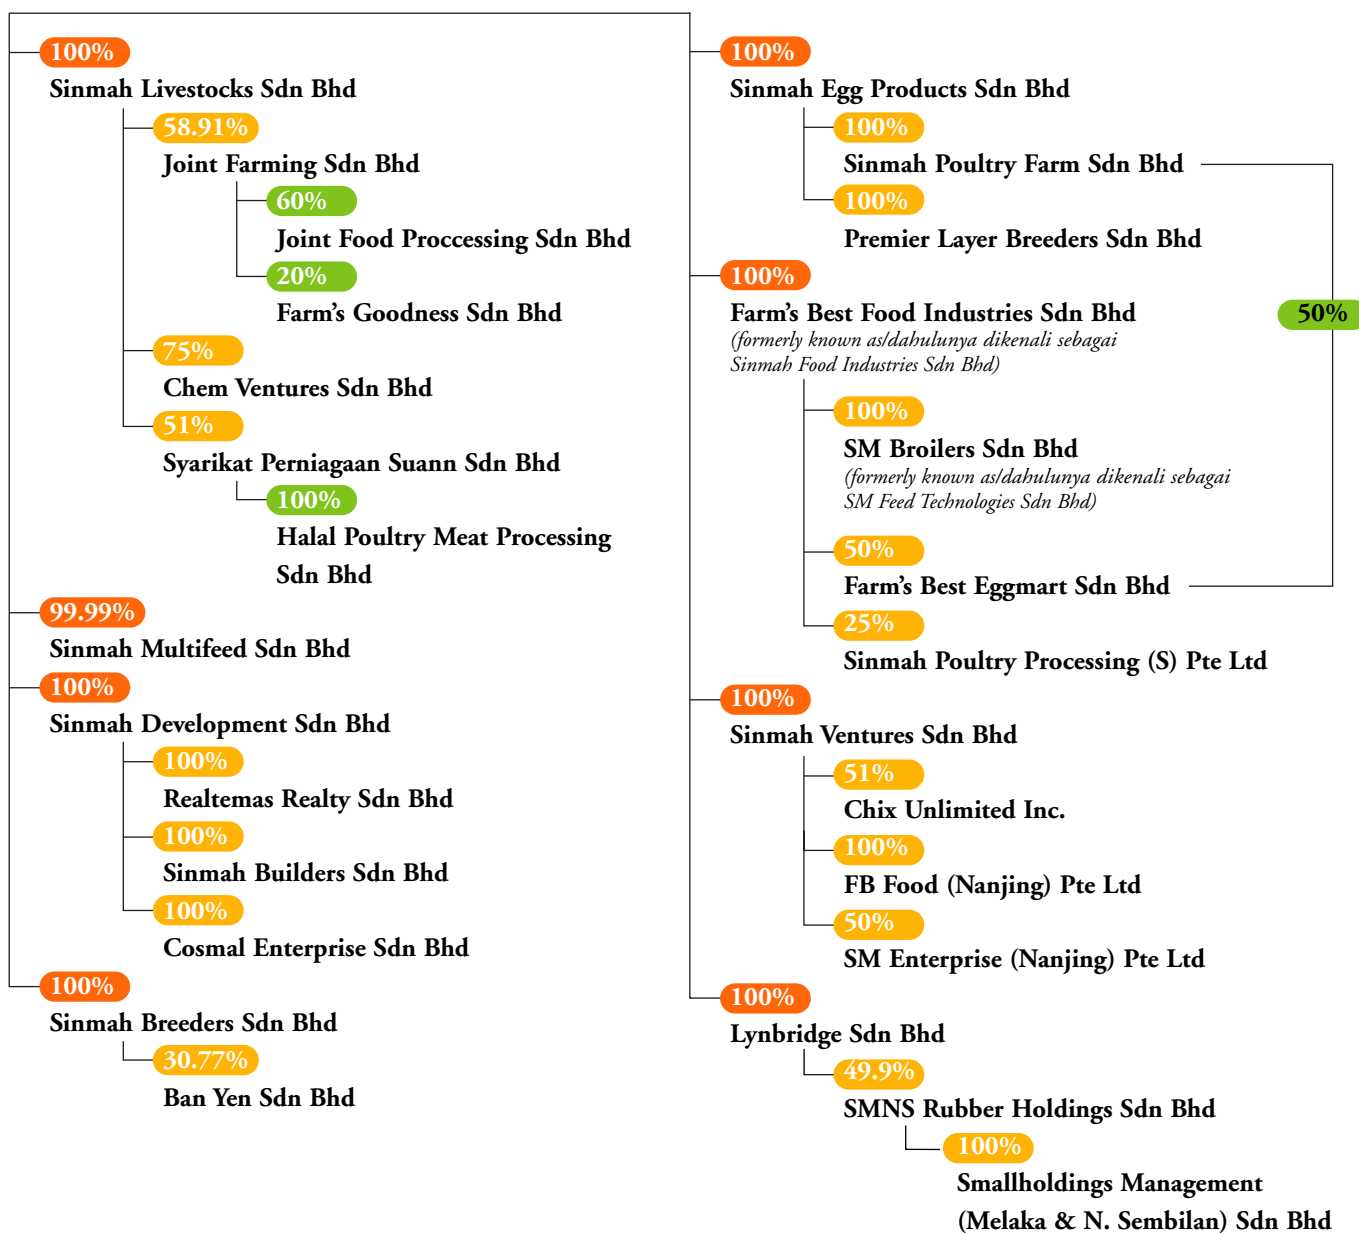 100%
Sinmah Livestocks Sdn Bhd
58.91%
Joint Farming Sdn Bhd
60%
Joint Food Proccessing Sdn Bhd
20%
Farm's Goodness Sdn Bhd
75%
Chem Ventures Sdn Bhd
51%
Syarikat Perniagaan Suann Sdn Bhd
100%
Halal Poultry Meat Processing
Sdn Bhd
99.99%
Sinmah Multifeed Sdn Bhd
100%
Sinmah Development Sdn Bhd
100%
Realtemas Realty Sdn Bhd
100%
Sinmah Builders Sdn Bhd
100%
Cosmal Enterprise Sdn Bhd
100%
Sinmah Breeders Sdn Bhd
30.77%
Ban Yen Sdn Bhd
100%
Sinmah Egg Products Sdn Bhd
100%
Sinmah Poultry Farm Sdn Bhd
100%
Premier Layer Breeders Sdn Bhd
100%
Farm's Best Food Industries Sdn Bhd
(formerly known as/dahulunya dikenali sebagai
Sinmah Food Industries Sdn Bhd)
50%
100%
SM Broilers Sdn Bhd
(formerly known as/dahulunya dikenali sebagai
SM Feed Technologies Sdn Bhd)
50%
Farm's Best Eggmart Sdn Bhd
25%
Sinmah Poultry Processing (S) Pte Ltd
100%
Sinmah Ventures Sdn Bhd
51%
Chix Unlimited Inc.
100%
FB Food (Nanjing) Pte Ltd
50%
SM Enterprise (Nanjing) Pte Ltd
100%
Lynbridge Sdn Bhd
49.9%
SMNS Rubber Holdings Sdn Bhd
100%
Smallholdings Management
(Melaka & N. Sembilan) Sdn Bhd